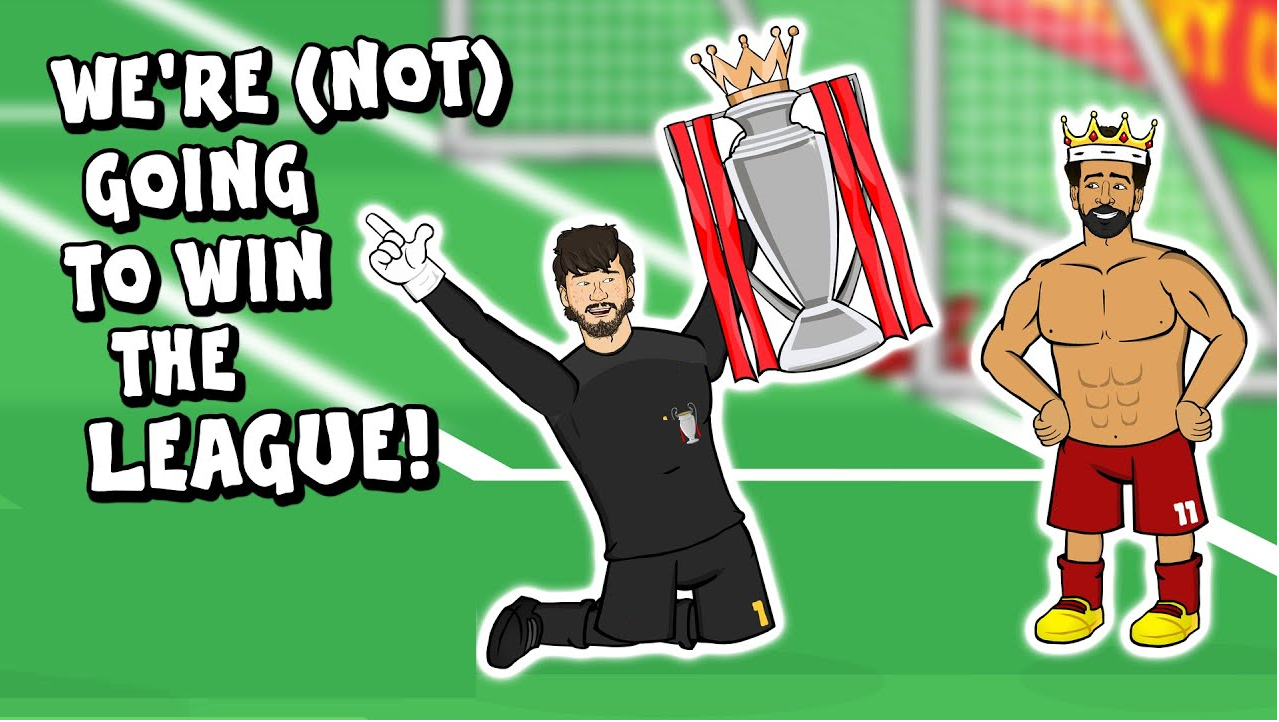 WE'RE (NOT)
GOING
TO WIN
THE
LEAGUE!
11
1